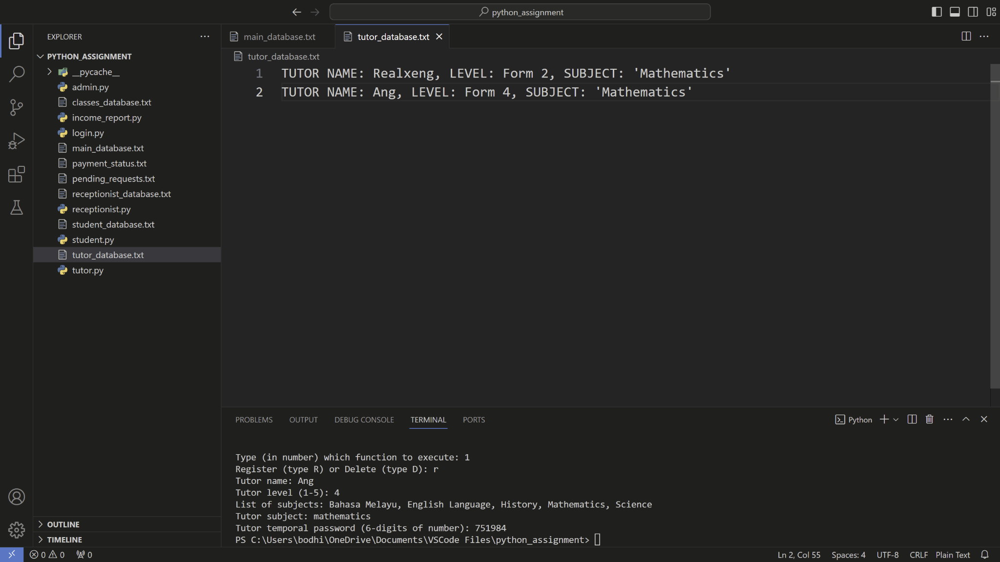 python_assignment
EXPLORER
PYTHON_ASSIGNMENT
__pycache__
admin.py
classes_database.txt
income_report.py
login.py
main_database.txt
payment_status.txt
pending_requests.txt
receptionist_database.txt
receptionist.py
student_database.txt
student.py
tutor_database.txt
tutor.py
OUTLINE
TIMELINE
main_database.txt
tutor_database.txt
tutor_database.txt
1 TUTOR NAME: Realxeng, LEVEL: Form 2, SUBJECT: 'Mathematics'
2 TUTOR NAME: Ang, LEVEL: Form 4, SUBJECT: 'Mathematics'
PROBLEMS OUTPUT DEBUG CONSOLE TERMINAL PORTS
Python
Type (in number) which function to execute: 1
Register (type R) or Delete (type D): r
Tutor name: Ang
Tutor level (1-5): 4
List of subjects: Bahasa Melayu, English Language, History, Mathematics, Science
Tutor subject: mathematics
Tutor temporal password (6-digits of number): 751984
PS C:\Users\bodhi\OneDrive\Documents\VSCode Files\python_assignment>
0 0 0
Ln 2, Col 55 Spaces: 4 UTF-8 CRLF Plain Text